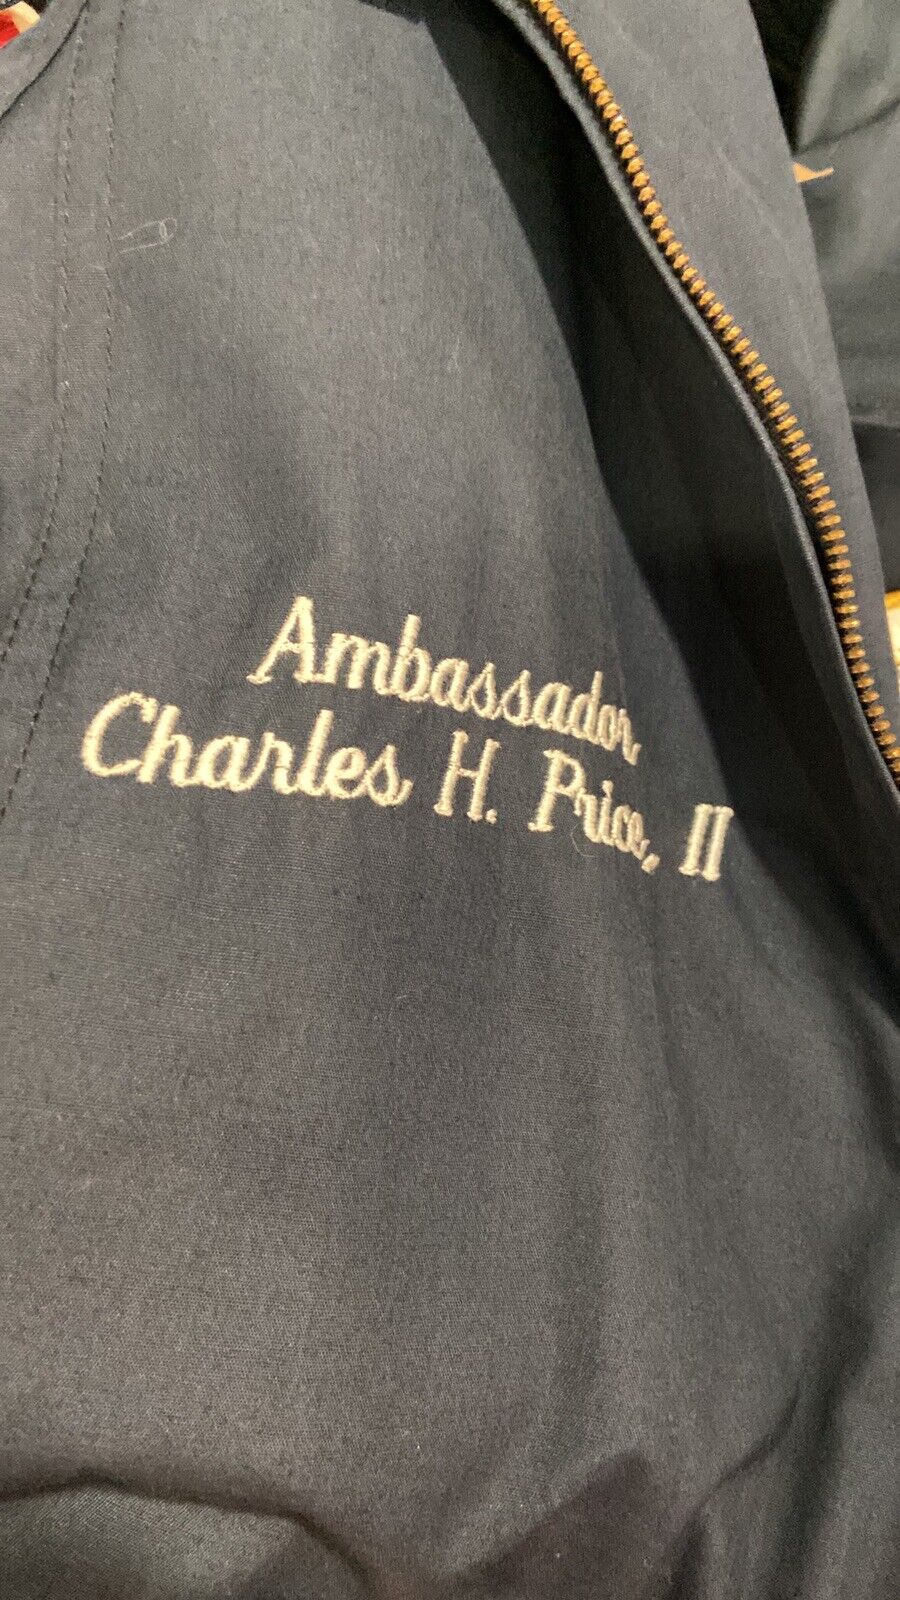 Ambassador
Charles H. Price, II